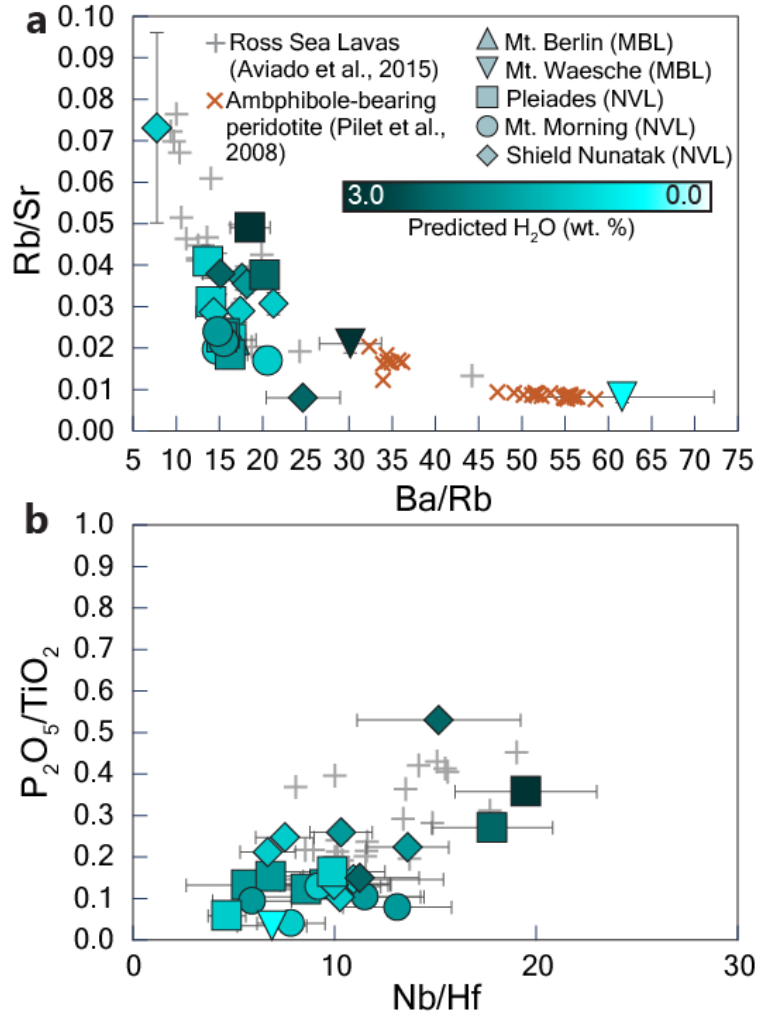 a
Rb/Sr
0.10
0.09
0.08
0.07
0.06
0.05
0.04
0.03
0.02
0.01
0.00
Ross Sea Lavas
(Aviado et al., 2015)
Ambphibole-bearing
peridotite (Pilet et al.,
2008)
Mt. Berlin (MBL)
Mt. Waesche (MBL)
Pleiades (NVL)
Mt. Morning (NVL)
Shield Nunatak (NVL)
3.0 0.0
Predicted H₂O (wt. %)
5 10 15 20 25 30 35 40 45 50 55 60 65 70 75
Ba/Rb
b
P₂O₅/TiO₂
1.0
0.9
0.8
0.7
0.6
0.5
0.4
0.3
0.2
0.1
0.0
0 10 20 30
Nb/Hf